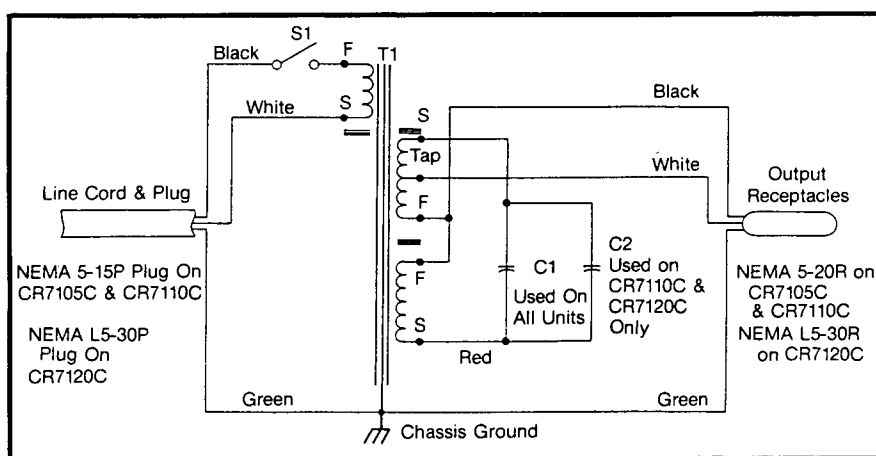 S1
Black
F
T1
White
S
Line Cord & Plug
NEMA 5-15P Plug On
CR7105C & CR7110C
NEMA L5-30P
Plug On
CR7120C
Green
Chassis Ground
S
Tap
F
F
S
Red
C1
Used On
All Units
C2
Used on
CR7110C &
CR7120C
Only
Black
White
Output
Receptacles
NEMA 5-20R on
CR7105C
& CR7110C
NEMA L5-30R
on CR7120C
Green